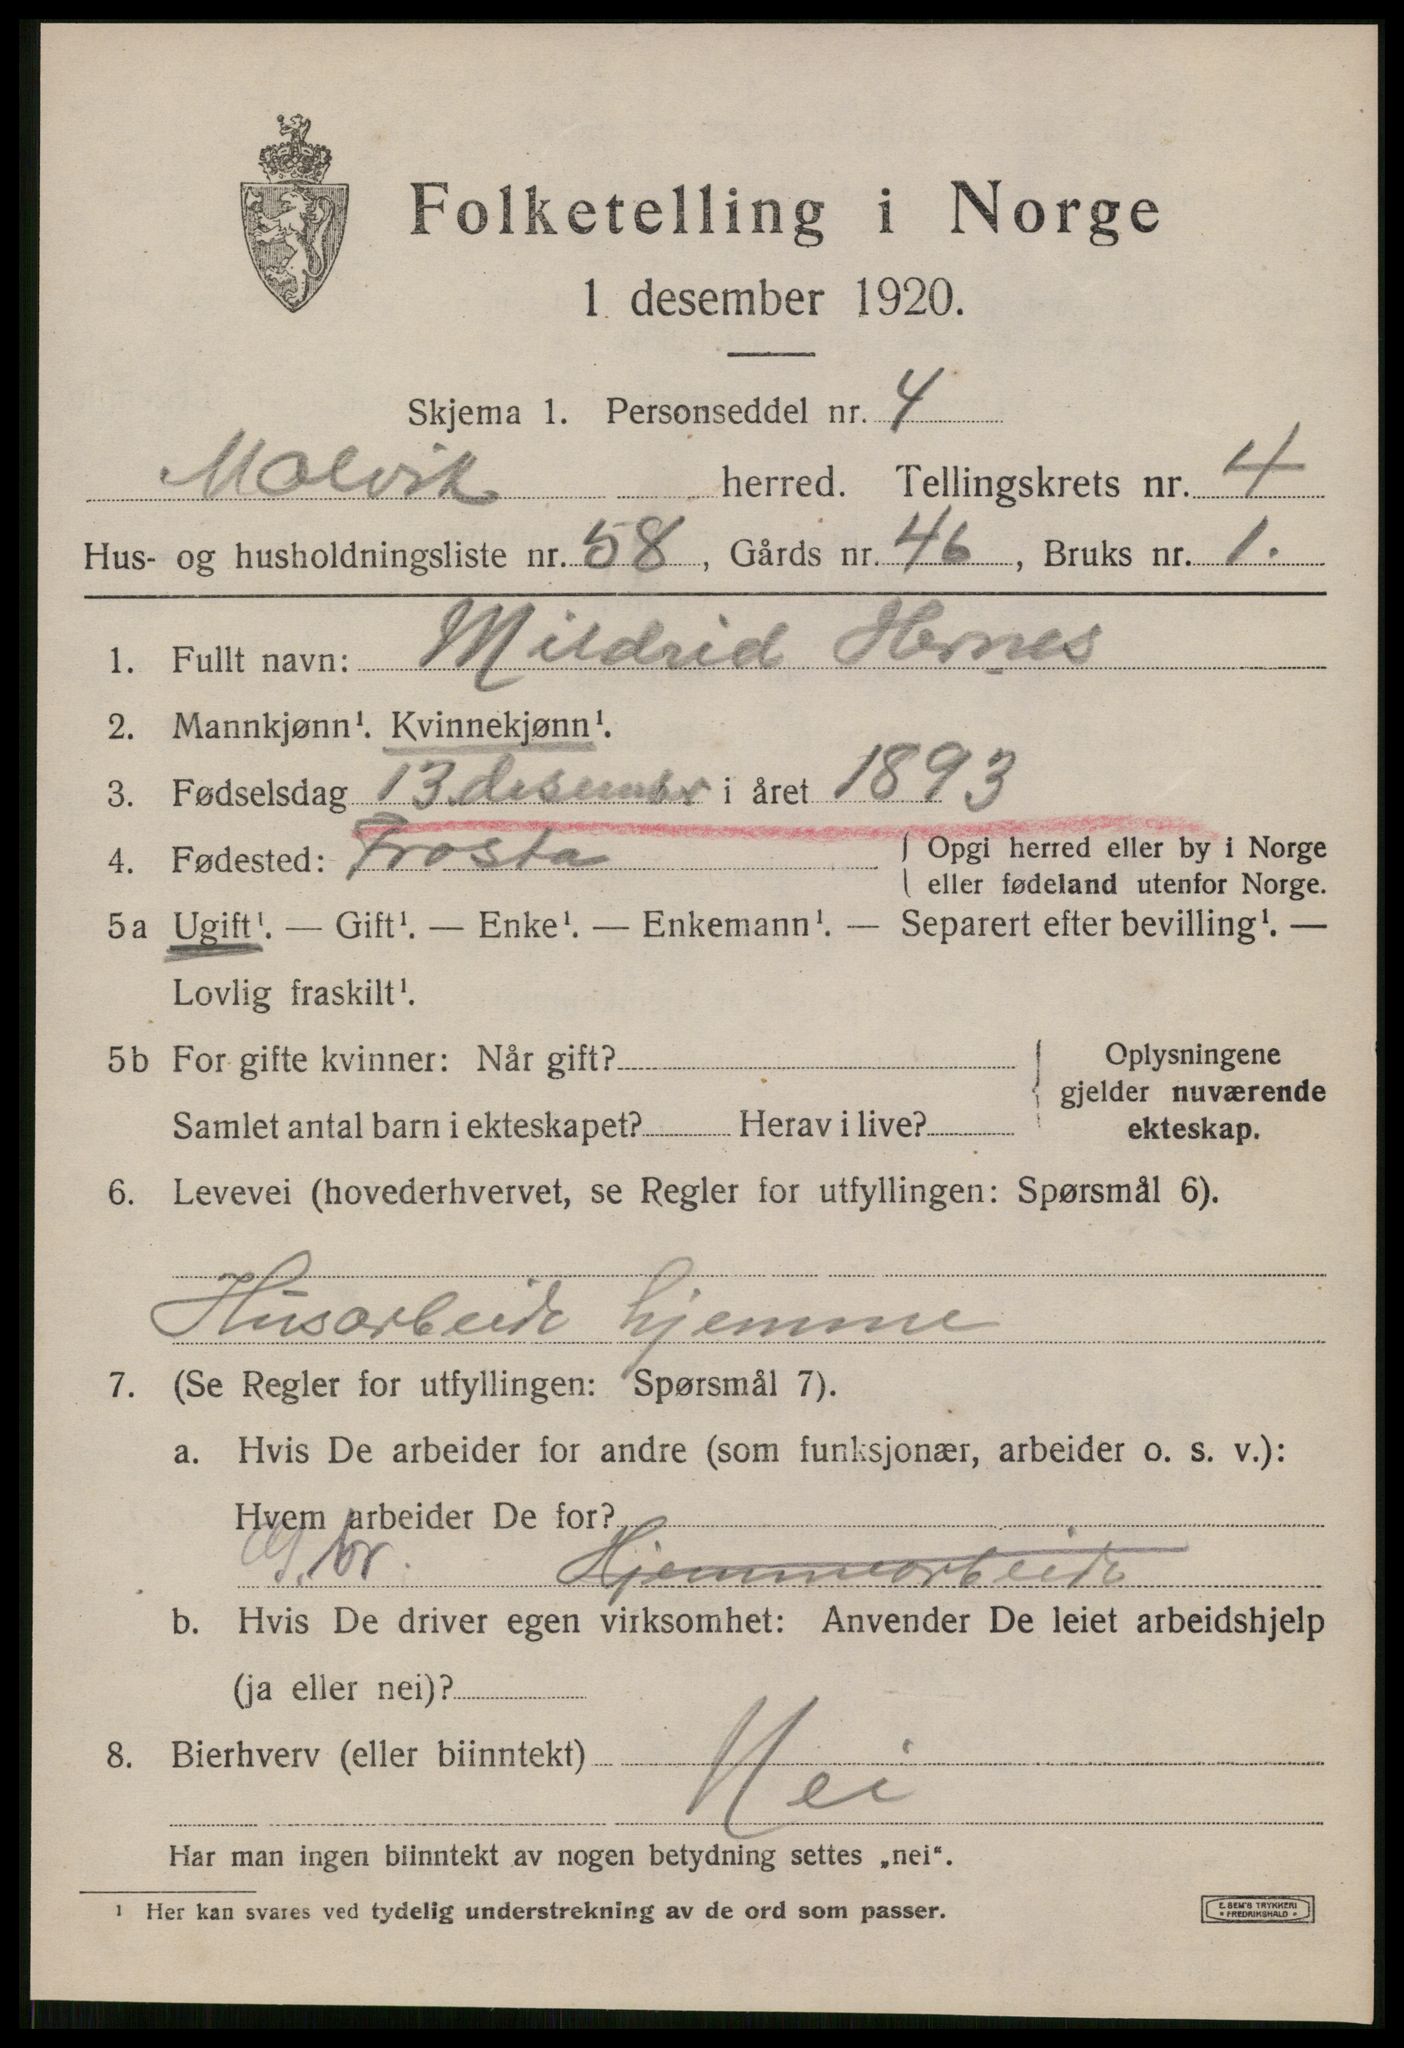 Folketelling i Norge
1 desember 1920.
Skjema 1. Personseddel nr. 4
Malvik herred. Tellingskrets nr. 4
Hus- og husholdningsliste nr. 58, Gårds nr. 46, Bruks nr. 1.
1. Fullt navn: Mildrid Hernes
2. Mannkjønn¹. Kvinnekjønn¹.
3. Fødselsdag 13 desember i året 1893
4. Fødested: Frosta { Opgi herred eller by i Norge
eller fødeland utenfor Norge.
5a Ugift¹. — Gift¹. — Enke¹. — Enkemann¹. — Separert efter bevilling¹. —
Lovlig fraskilt¹.
5b For gifte kvinner: Når gift? { Oplysningene
gjelder nuværende
Samlet antal barn i ekteskapet? Herav i live? ekteskap.
6. Levevei (hovederhvervet, se Regler for utfyllingen: Spørsmål 6).
Husarbeide hjemme
7. (Se Regler for utfyllingen: Spørsmål 7).
a. Hvis De arbeider for andre (som funksjonær, arbeider o. s. v.):
Hvem arbeider De for?
Hjemmearbeide
b. Hvis De driver egen virksomhet: Anvender De leiet arbeidshjelp
(ja eller nei)?
8. Bierhverv (eller biinntekt) Nei
Har man ingen biinntekt av nogen betydning settes „nei“.
¹ Her kan svares ved tydelig understrekning av de ord som passer.
E. SEM'S TRYKKERI
* FREDRIKSHALD *